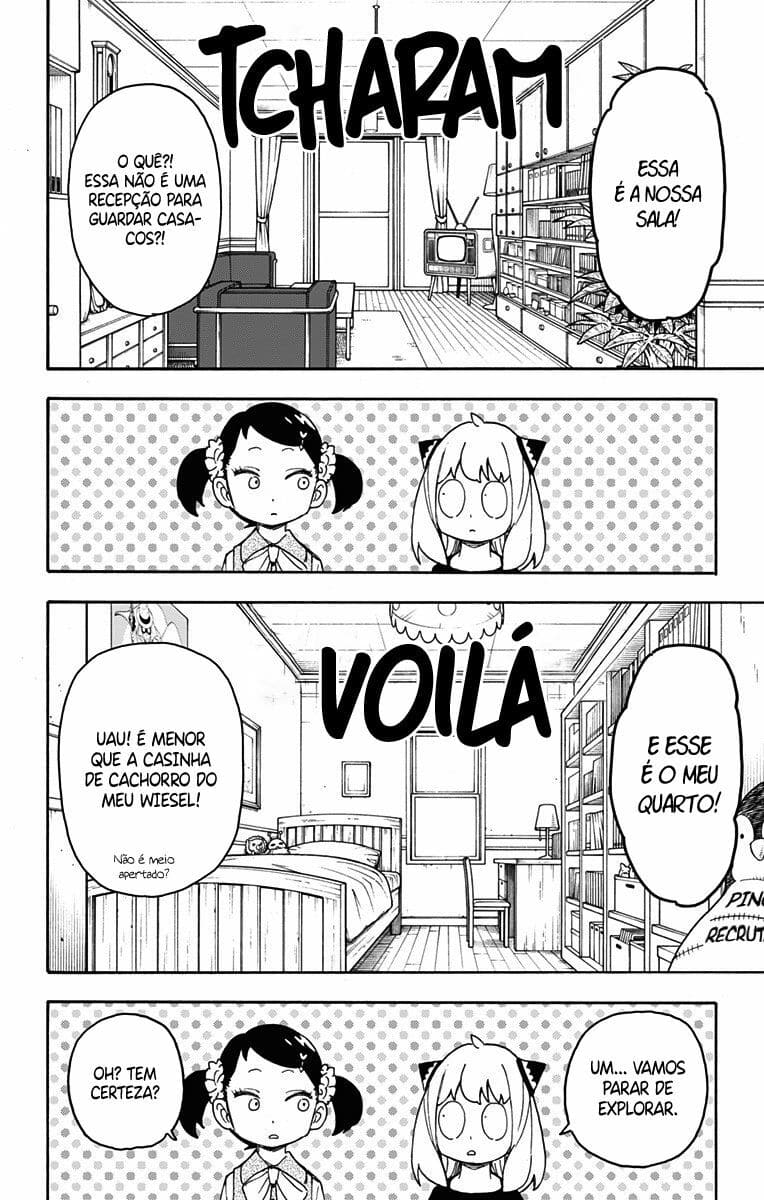 TCHARAM
ESSA
É A NOSSA
SALA!
O QUÊ?!
ESSA NÃO É UMA
RECEPÇÃO PARA
GUARDAR CASA-
COS?!
VOILÁ
E ESSE
É O MEU
QUARTO!
UAU! É MENOR
QUE A CASINHA
DE CACHORRO DO
MEU WIESEL!
Não é meio
apertado?
PING
RECRUTA
UM... VAMOS
PARAR DE
EXPLORAR.
OH? TEM
CERTEZA?